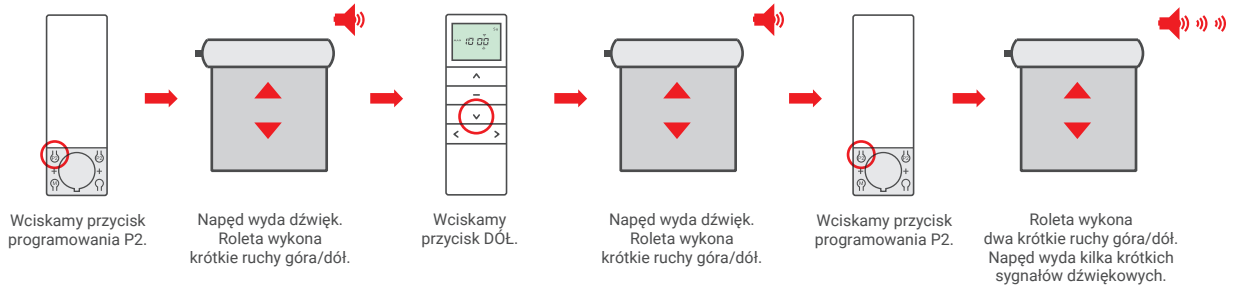 10:00
Wciskamy przycisk
programowania P2.
Napęd wyda dźwięk.
Roleta wykona
krótkie ruchy góra/dół.
Wciskamy
przycisk DÓŁ.
Napęd wyda dźwięk.
Roleta wykona
krótkie ruchy góra/dół.
Wciskamy przycisk
programowania P2.
Roleta wykona
dwa krótkie ruchy góra/dół.
Napęd wyda kilka krótkich
sygnałów dźwiękowych.